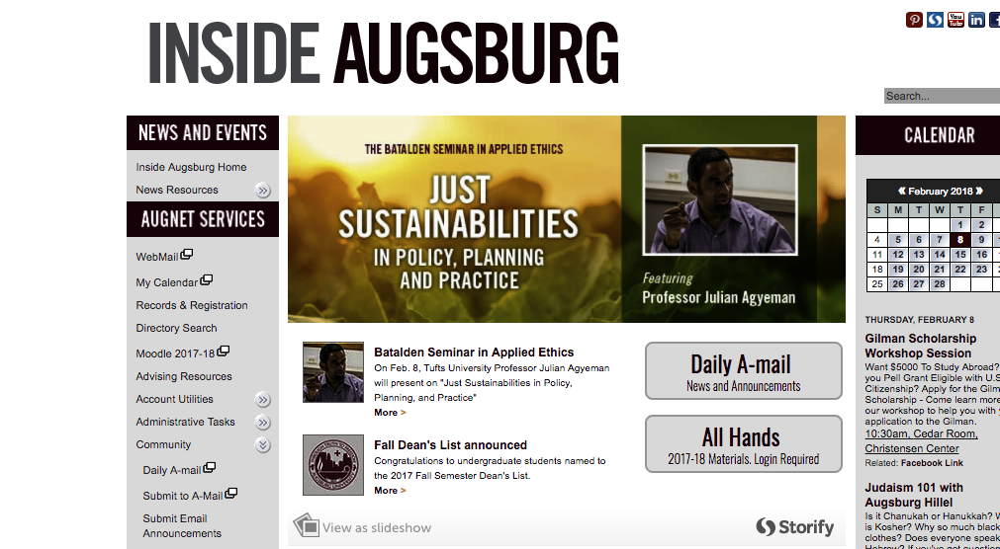 INSIDE AUGSBURG
Search...
NEWS AND EVENTS
Inside Augsburg Home
News Resources
AUGNET SERVICES
WebMail
My Calendar
Records & Registration
Directory Search
Moodle 2017-18
Advising Resources
Account Utilities
Administrative Tasks
Community
Daily A-mail
Submit to A-Mail
Submit Email
Announcements
THE BATALDEN SEMINAR IN APPLIED ETHICS
JUST
SUSTAINABILITIES
IN POLICY, PLANNING
AND PRACTICE
Featuring
Professor Julian Agyeman
Batalden Seminar in Applied Ethics
On Feb. 8, Tufts University Professor Julian Agyeman
will present on "Just Sustainabilities in Policy,
Planning, and Practice"
More >
Fall Dean's List announced
Congratulations to undergraduate students named to
the 2017 Fall Semester Dean's List.
More >
Daily A-mail
News and Announcements
All Hands
2017-18 Materials. Login Required
View as slideshow
Storify
CALENDAR
« February 2018 »
S M T W T F
1 2
4 5 6 7 8 9
11 12 13 14 15 16
18 19 20 21 22 23
25 26 27 28
THURSDAY, FEBRUARY 8
Gilman Scholarship
Workshop Session
Want $5000 To Study Abroad?
you Pell Grant Eligible with U.S
Citizenship? Apply for the Gilm
Scholarship - Come learn more
our workshop to help you with
application to the Gilman.
10:30am, Cedar Room,
Christensen Center
Related: Facebook Link
Judaism 101 with
Augsburg Hillel
Is it Chanukah or Hanukkah?
is Kosher? Why so much black
clothes? Does everyone speak
Hebrew? If you've got question